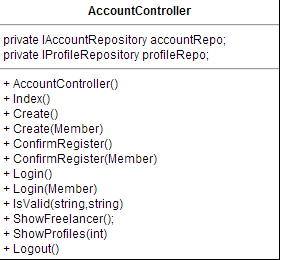 AccountController
private IAccountRepository accountRepo;
private IProfileRepository profileRepo;
+ AccountController()
+ Index()
+ Create()
+ Create(Member)
+ ConfirmRegister()
+ ConfirmRegister(Member)
+ Login()
+ Login(Member)
+ IsValid(string,string)
+ ShowFreelancer();
+ ShowProfiles(int)
+ Logout()